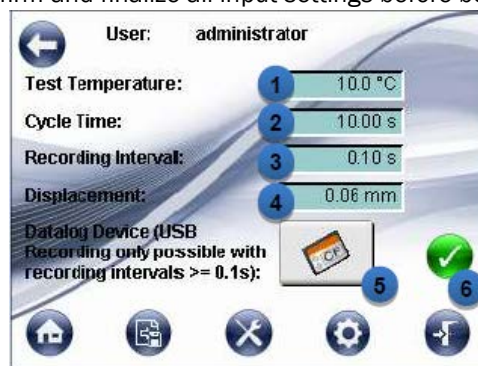 User: administrator
Test Temperature: 1 10.0 °C
Cycle Time: 2 10.00 s
Recording Interval: 3 0.10 s
Displacement: 4 0.06 mm
Datalog Device (USB
Recording only possible with
recording intervals >= 0.1s):
CF
5 6